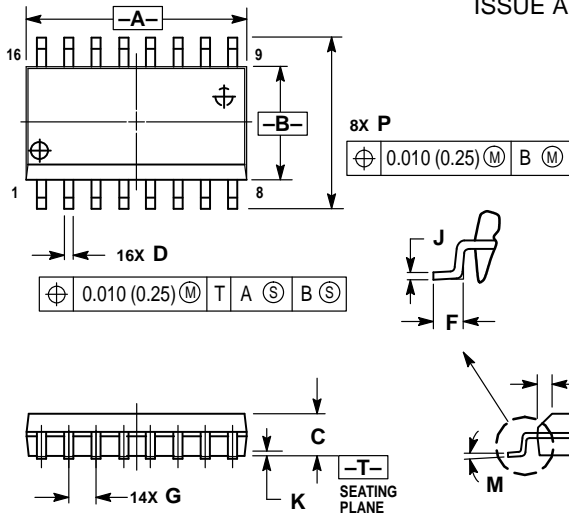 ISSUE A
–A–
16
9
–B–
8X P
⌖ 0.010 (0.25) Ⓜ B Ⓜ
1
8
16X D
⌖ 0.010 (0.25) Ⓜ T A Ⓢ B Ⓢ
J
F
C
–T–
14X G
K
SEATING
PLANE
M